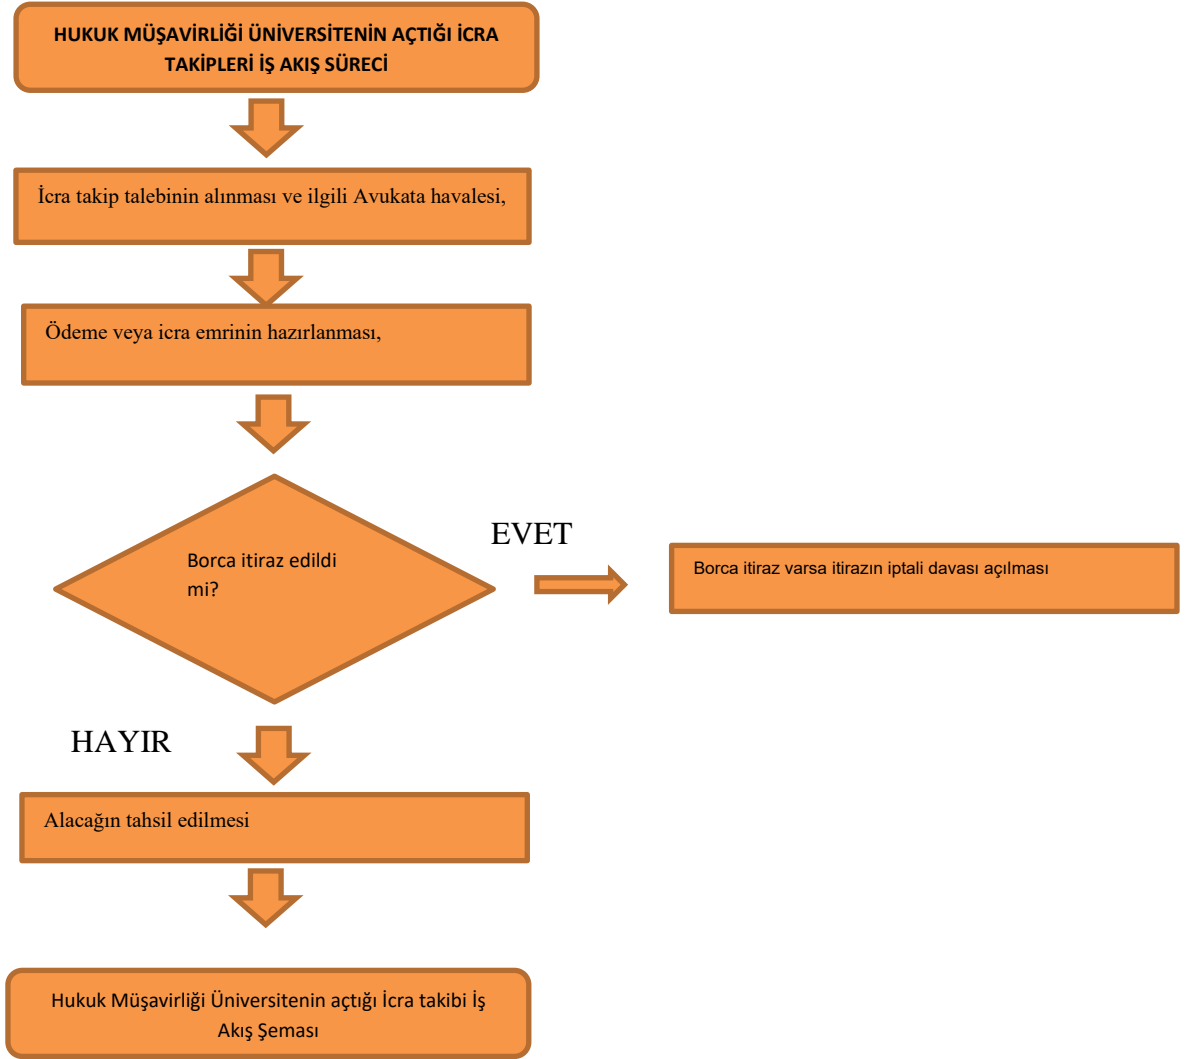 HUKUK MÜŞAVİRLİĞİ ÜNİVERSİTENİN AÇTIĞI İCRA
TAKİPLERİ İŞ AKIŞ SÜRECİ
İcra takip talebinin alınması ve ilgili Avukata havalesi,
Ödeme veya icra emrinin hazırlanması,
Borca itiraz edildi
mi?
EVET
Borca itiraz varsa itirazın iptali davası açılması
HAYIR
Alacağın tahsil edilmesi
Hukuk Müşavirliği Üniversitenin açtığı İcra takibi İş
Akış Şeması